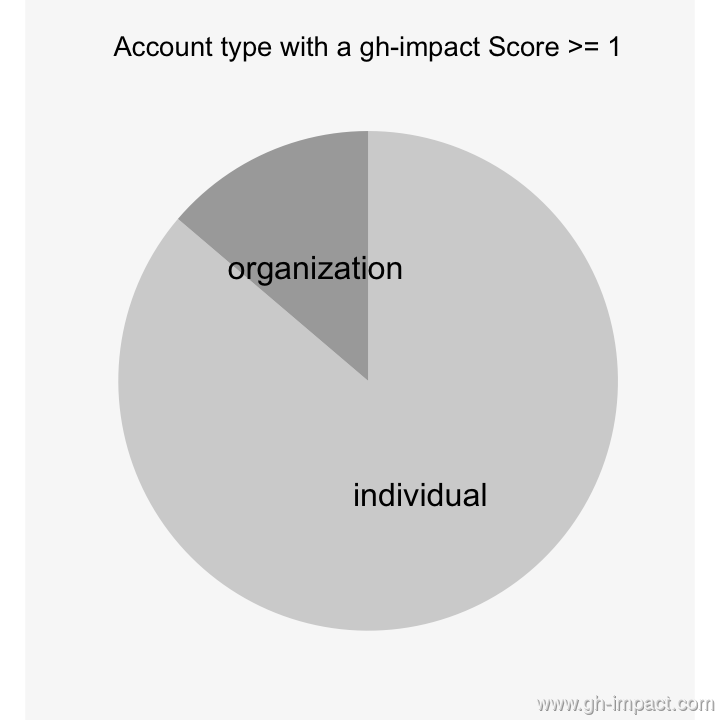 Account type with a gh-impact Score >= 1
organization
individual
www.gh-impact.com